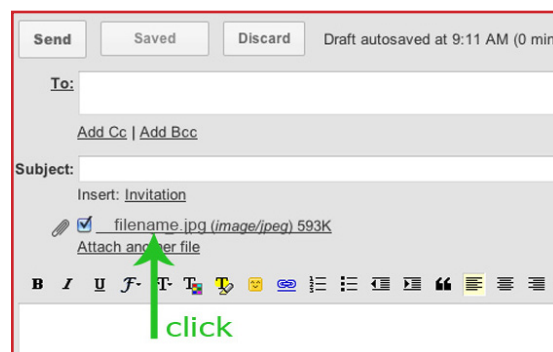 Send Saved Discard Draft autosaved at 9:11 AM (0 min
To:
Add Cc | Add Bcc
Subject:
Insert: Invitation
filename.jpg (image/jpeg) 593K
Attach another file
B I U F T T T
click